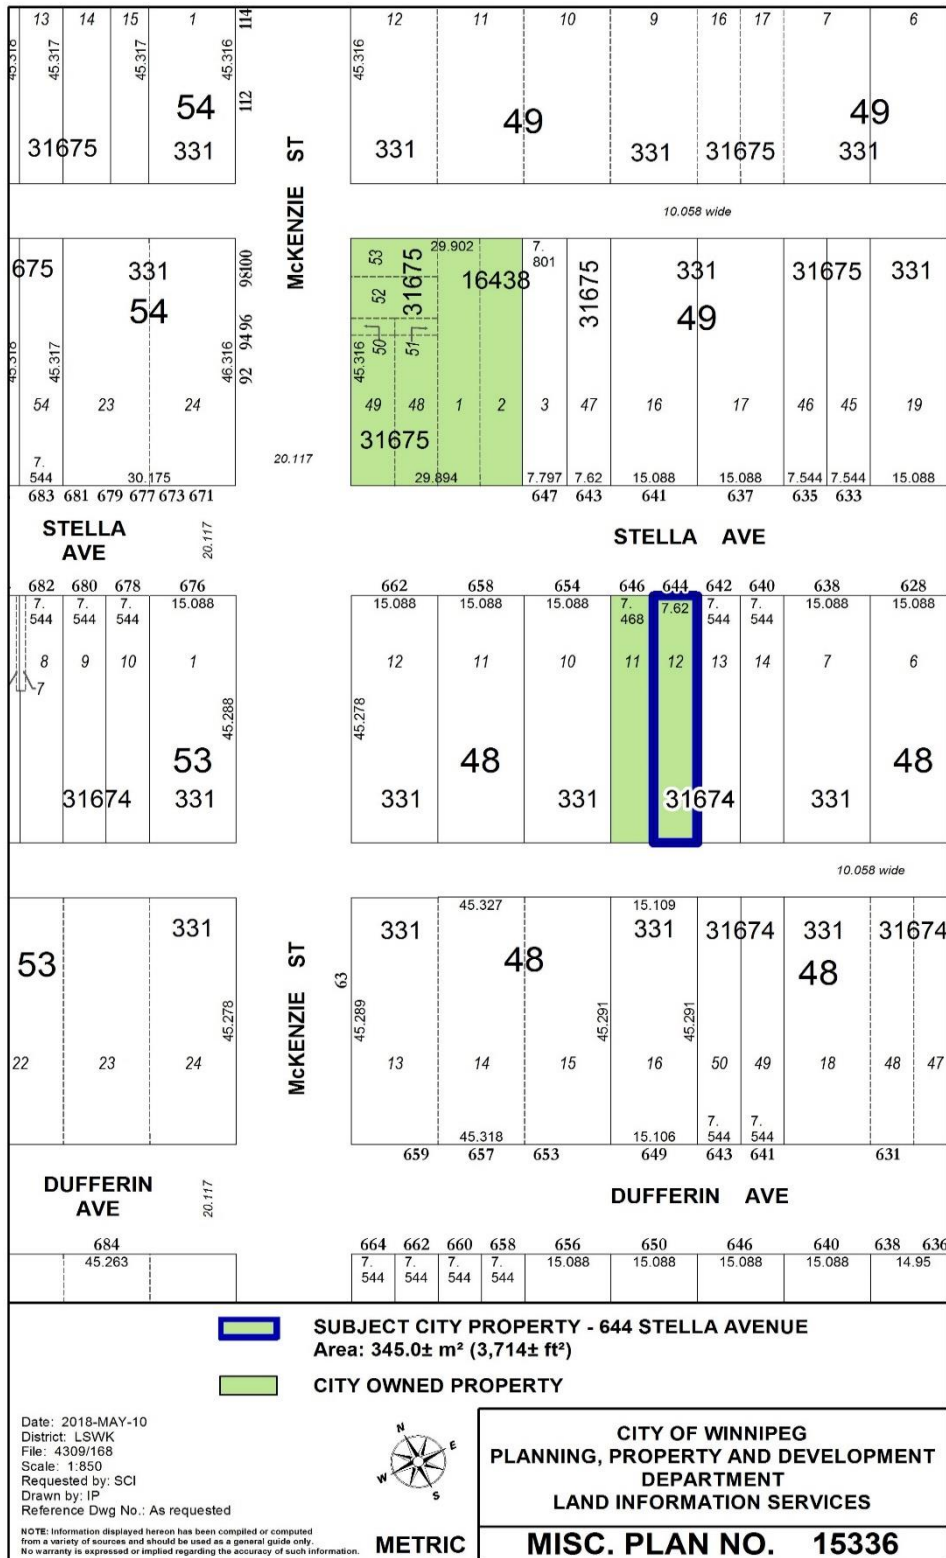 13 14 15 1 114 12 11 10 9 16 17 7 6
45.318 45.317 45.317 45.316 45.316
54 112 49 49
31675 331 331 331 31675 331
McKENZIE ST
10.058 wide
675 331 98 100 53 31675 29.902 16438 7. 801 31675 331 31675 331
52
54 94 96 49
50 51
45.318 45.317 46.316 92 45.316
54 23 24 49 48 1 2 3 47 16 17 46 45 19
31675
7. 544 30.175 20.117 29.894 7.797 7.62 15.088 15.088 7.544 7.544 15.088
683 681 679 677 673 671 647 643 641 637 635 633
STELLA AVE 20.117 STELLA AVE
682 680 678 676 662 658 654 646 644 642 640 638 628
7. 544 7. 544 7. 544 15.088 15.088 15.088 15.088 7. 468 7.62 7. 544 7. 544 15.088 15.088
8 9 10 1 12 11 10 11 12 13 14 7 6
7
45.288 45.278
53 48 48
31674 331 331 331 31674 331
10.058 wide
45.327 15.109
331 331 331 31674 331 31674
53 McKENZIE ST 63 48 48
45.278 45.289 45.291 45.291
22 23 24 13 14 15 16 50 49 18 48 47
45.318 15.106 7. 544 7. 544
659 657 653 649 643 641 631
DUFFERIN AVE 20.117 DUFFERIN AVE
684 664 662 660 658 656 650 646 640 638 636
45.263 7. 544 7. 544 7. 544 7. 544 15.088 15.088 15.088 15.088 14.95
SUBJECT CITY PROPERTY - 644 STELLA AVENUE
Area: 345.0± m² (3,714± ft²)
CITY OWNED PROPERTY
Date: 2018-MAY-10
District: LSWK
File: 4309/168
Scale: 1:850
Requested by: SCI
Drawn by: IP
Reference Dwg No.: As requested
NOTE: Information displayed hereon has been compiled or computed
from a variety of sources and should be used as a general guide only.
No warranty is expressed or implied regarding the accuracy of such information.
N
E
W
S
METRIC
CITY OF WINNIPEG
PLANNING, PROPERTY AND DEVELOPMENT
DEPARTMENT
LAND INFORMATION SERVICES
MISC. PLAN NO. 15336